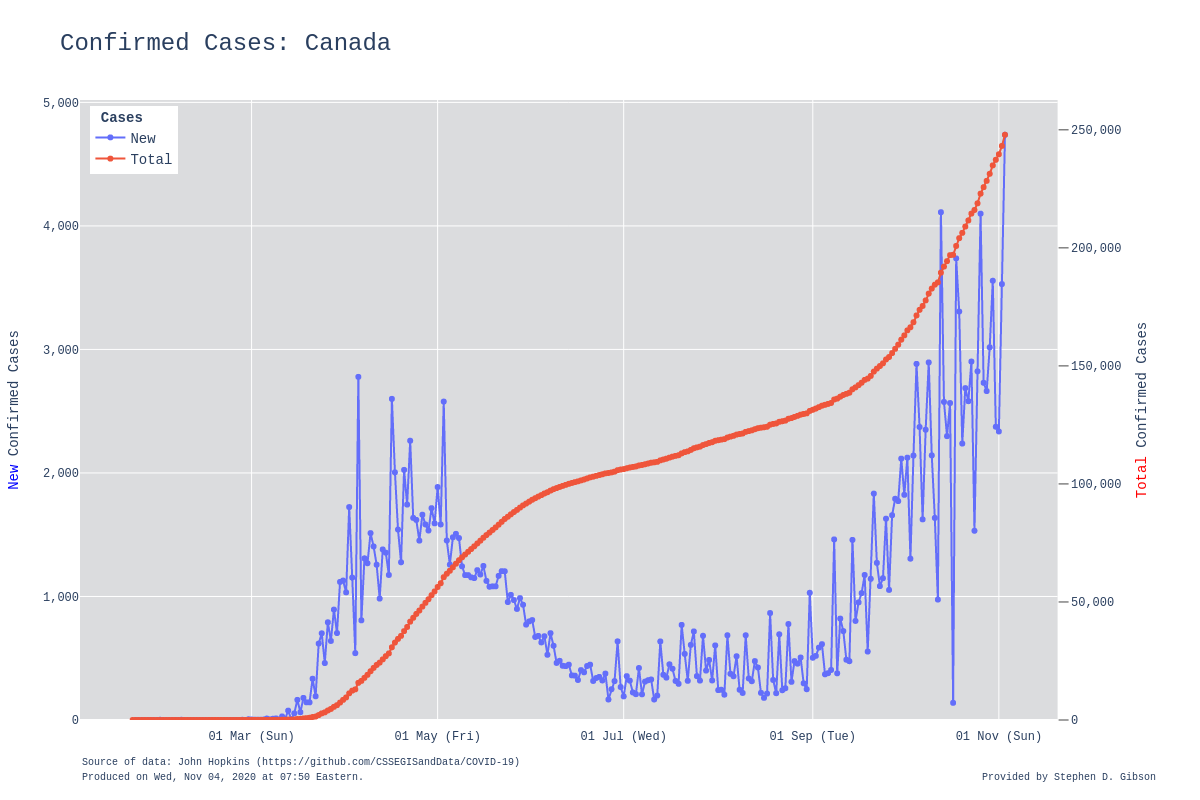 Confirmed Cases: Canada
Cases
New
Total
5,000
4,000
3,000
2,000
1,000
0
250,000
200,000
150,000
100,000
50,000
0
New Confirmed Cases
Total Confirmed Cases
01 Mar (Sun)
01 May (Fri)
01 Jul (Wed)
01 Sep (Tue)
01 Nov (Sun)
Source of data: John Hopkins (https://github.com/CSSEGISandData/COVID-19)
Produced on Wed, Nov 04, 2020 at 07:50 Eastern.
Provided by Stephen D. Gibson